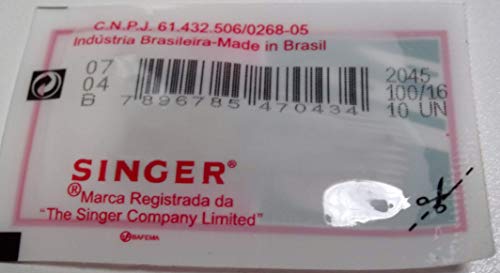 C.N.P.J. 61.432.506/0268-05
Indústria Brasileira-Made in Brasil
07
04
B
7 896785 470434
2045
100/16
10 UN
SINGER®
®Marca Registrada da
"The Singer Company Limited"
SAFEMA